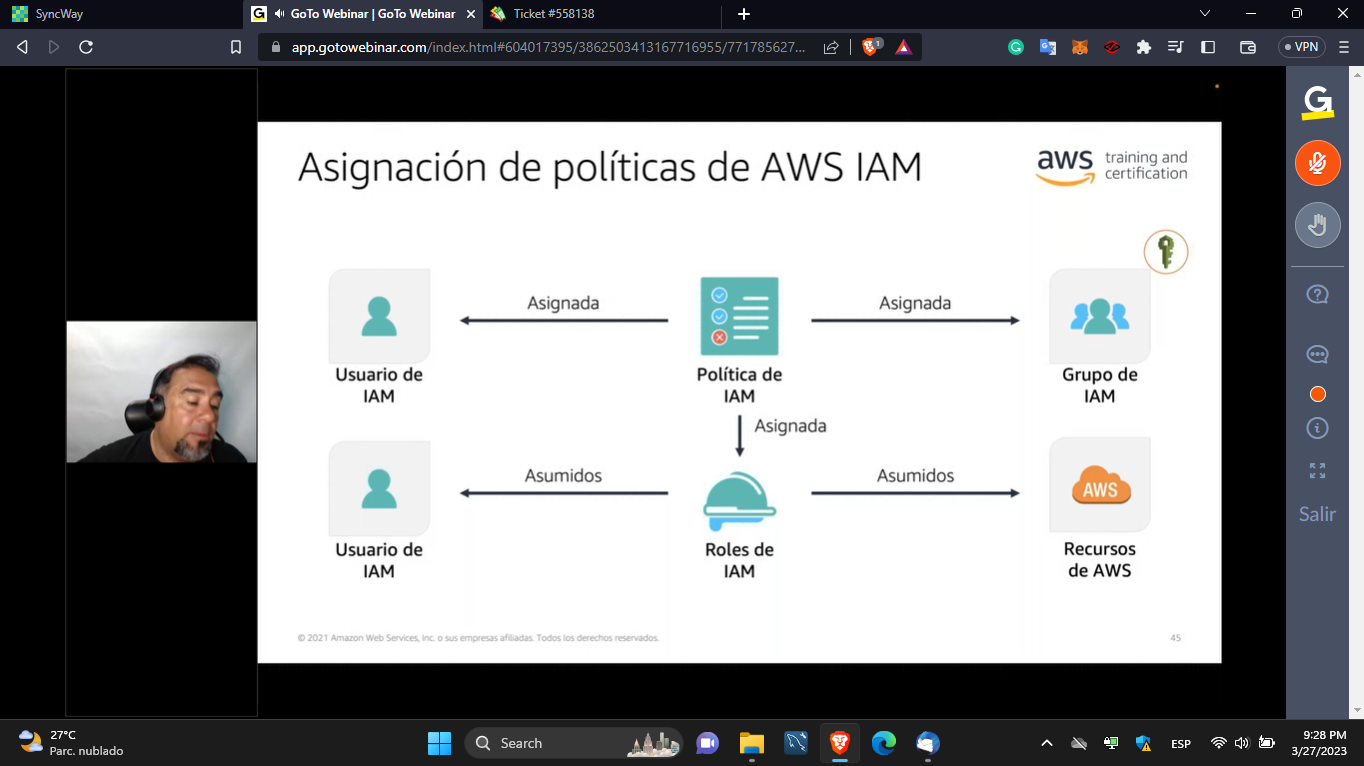 SyncWay
GoTo Webinar | GoTo Webinar
Ticket #558138
app.gotowebinar.com/index.html#604017395/3862503413167716955/771785627...
1
VPN
G
Asignación de políticas de AWS IAM
aws training and
certification
Asignada
Asignada
Usuario de
IAM
Política de
IAM
Grupo de
IAM
Asignada
Asumidos
Asumidos
AWS
Usuario de
IAM
Roles de
IAM
Recursos
de AWS
© 2021 Amazon Web Services, Inc. o sus empresas afiliadas. Todos los derechos reservados.
45
Salir
27°C
Parc. nublado
Search
ESP
9:28 PM
3/27/2023